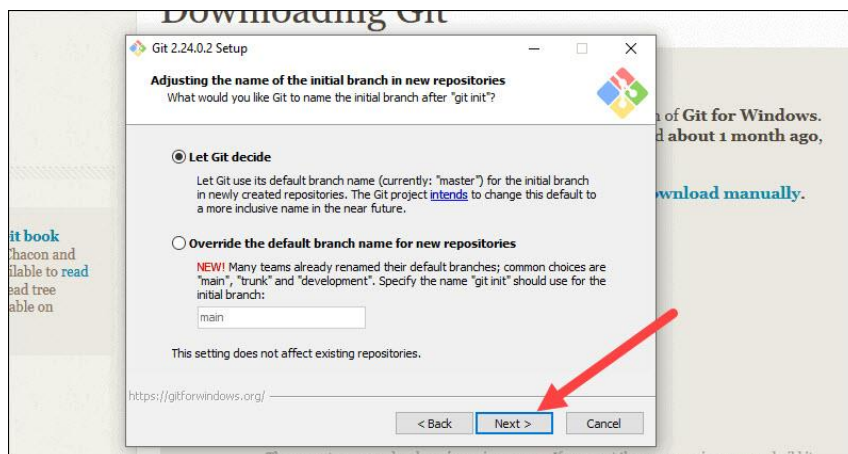 Downloading Git
Git 2.24.0.2 Setup
Adjusting the name of the initial branch in new repositories
What would you like Git to name the initial branch after "git init"?
n of Git for Windows.
d about 1 month ago,
Let Git decide
Let Git use its default branch name (currently: "master") for the initial branch
in newly created repositories. The Git project intends to change this default to
a more inclusive name in the near future.
ownload manually.
it book
Chacon and
ilable to read
ead tree
able on
Override the default branch name for new repositories
NEW! Many teams already renamed their default branches; common choices are
"main", "trunk" and "development". Specify the name "git init" should use for the
initial branch:
main
This setting does not affect existing repositories.
https://gitforwindows.org/
< Back
Next >
Cancel